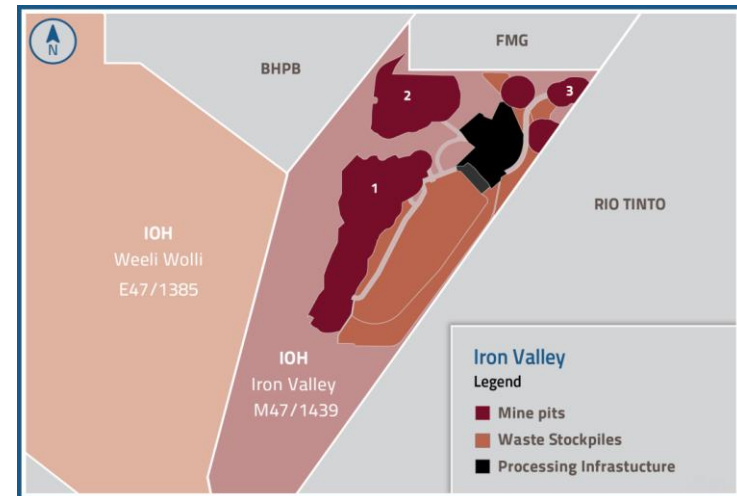 N
BHPB
FMG
2
3
1
RIO TINTO
IOH
Weeli Wolli
E47/1385
IOH
Iron Valley
M47/1439
Iron Valley
Legend
Mine pits
Waste Stockpiles
Processing Infrastucture